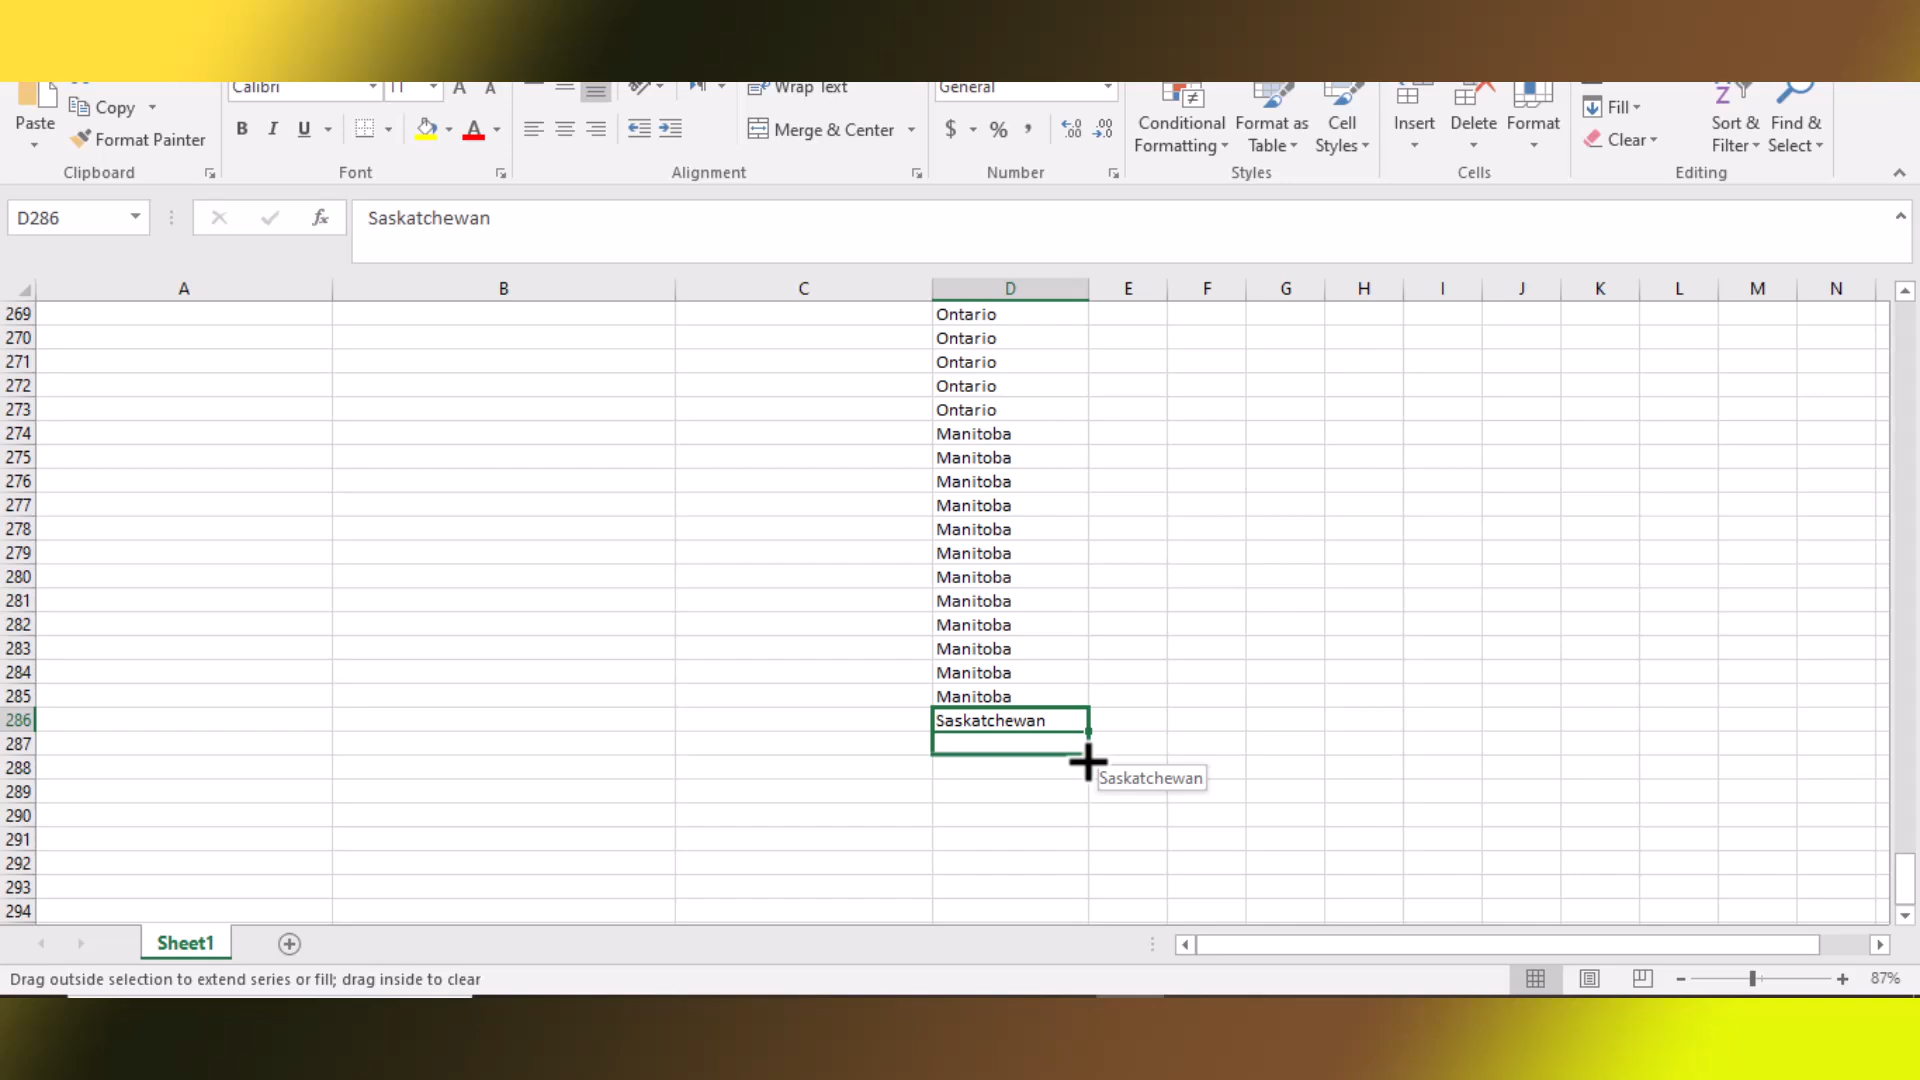 Calibri 11 A A Wrap Text General
Paste Copy Format Painter
B I U A Merge & Center $ % , .00 .00
Conditional Formatting Format as Table Cell Styles Insert Delete Format Fill Clear Sort & Filter Find & Select
Clipboard Font Alignment Number Styles Cells Editing
D286 fx Saskatchewan
A B C D E F G H I J K L M N
269 Ontario
270 Ontario
271 Ontario
272 Ontario
273 Ontario
274 Manitoba
275 Manitoba
276 Manitoba
277 Manitoba
278 Manitoba
279 Manitoba
280 Manitoba
281 Manitoba
282 Manitoba
283 Manitoba
284 Manitoba
285 Manitoba
286 Saskatchewan
287
288 Saskatchewan
289
290
291
292
293
294
Sheet1
Drag outside selection to extend series or fill; drag inside to clear 87%